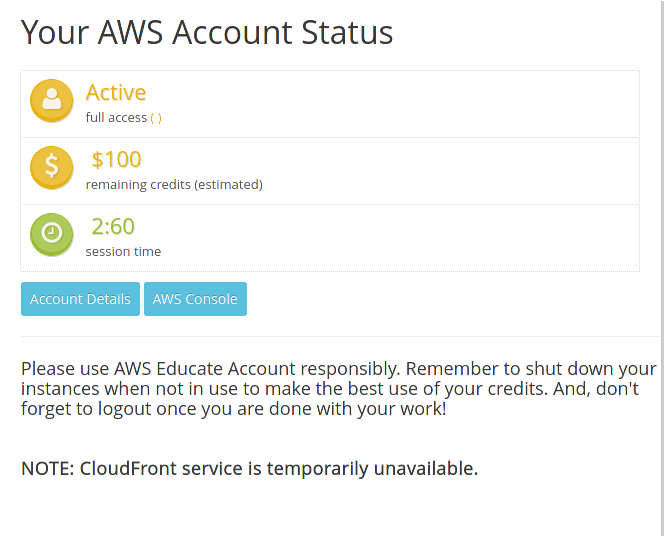 Your AWS Account Status
Active
full access ( )
$
$100
remaining credits (estimated)
2:60
session time
Account Details AWS Console
Please use AWS Educate Account responsibly. Remember to shut down your
instances when not in use to make the best use of your credits. And, don't
forget to logout once you are done with your work!
NOTE: CloudFront service is temporarily unavailable.